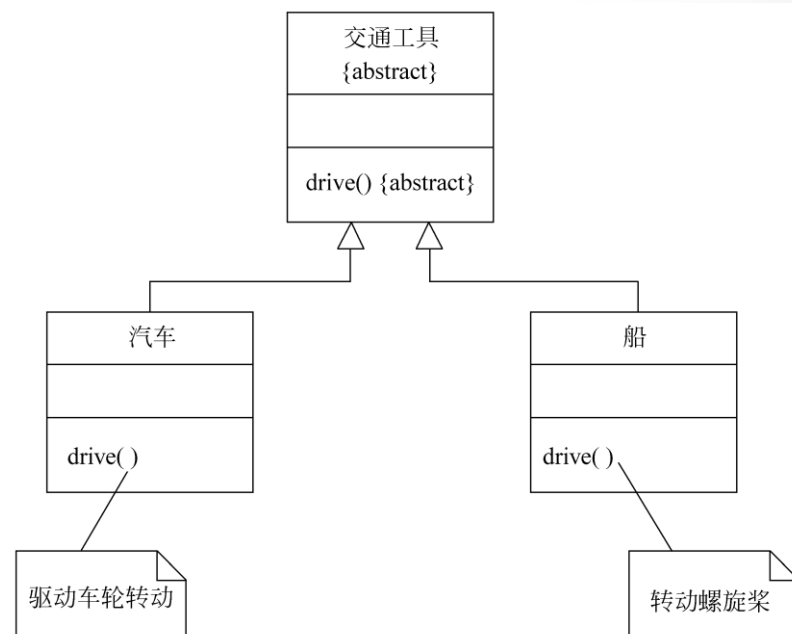 交通工具
{abstract}
drive() {abstract}
汽车
船
drive( )
drive( )
驱动车轮转动
转动螺旋桨